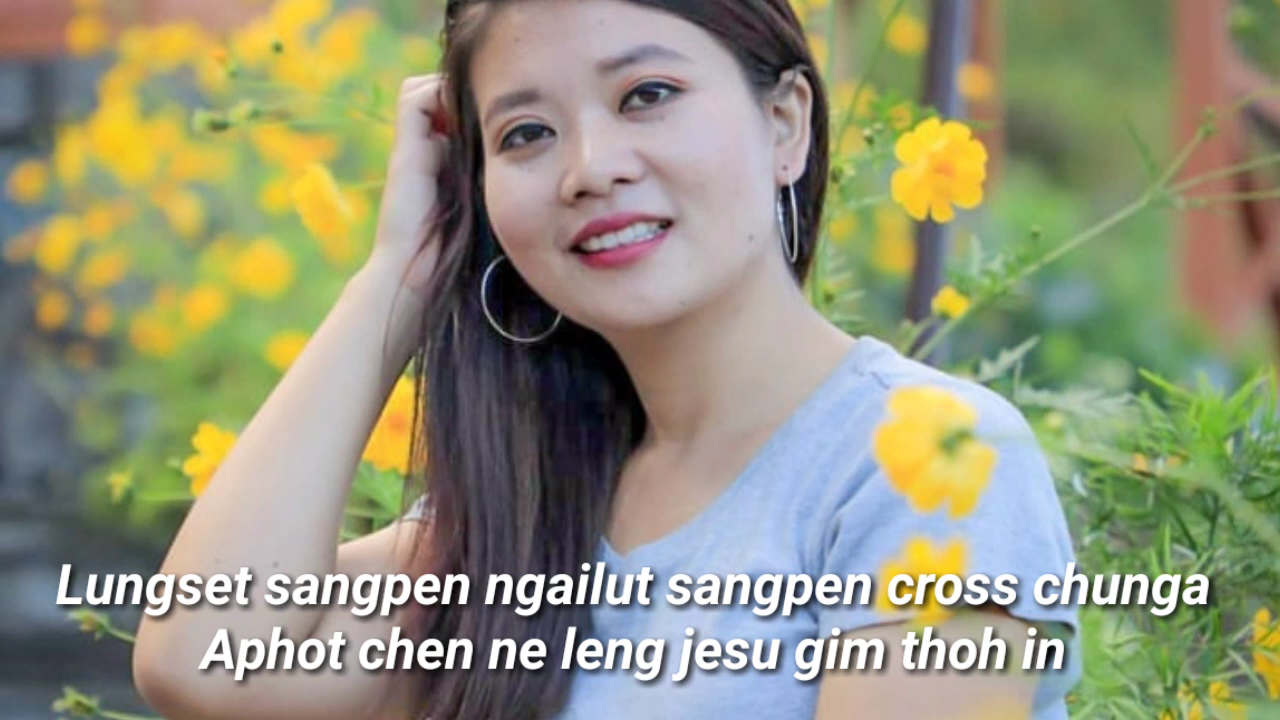 Lungset sangpen ngailut sangpen cross chunga
Aphot chen ne leng jesu gim thoh in